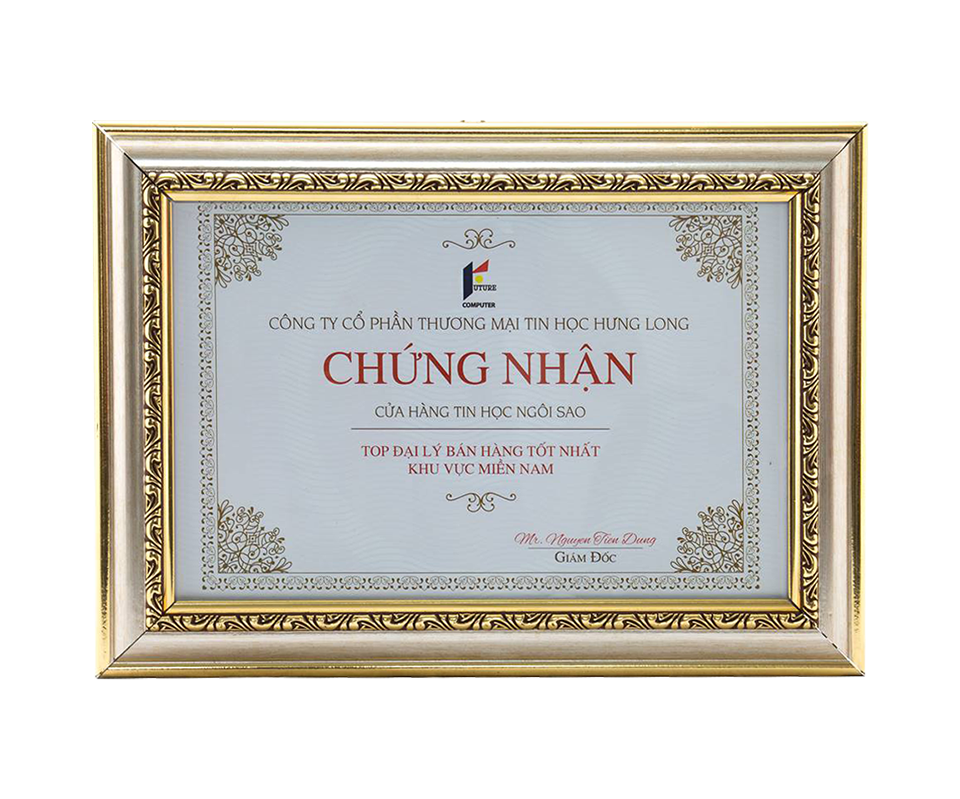 FUTURE
COMPUTER
CÔNG TY CỔ PHẦN THƯƠNG MẠI TIN HỌC HƯNG LONG
CHỨNG NHẬN
CỬA HÀNG TIN HỌC NGÔI SAO
TOP ĐẠI LÝ BÁN HÀNG TỐT NHẤT
KHU VỰC MIỀN NAM
Mr. Nguyen Tien Dung
GIÁM ĐỐC